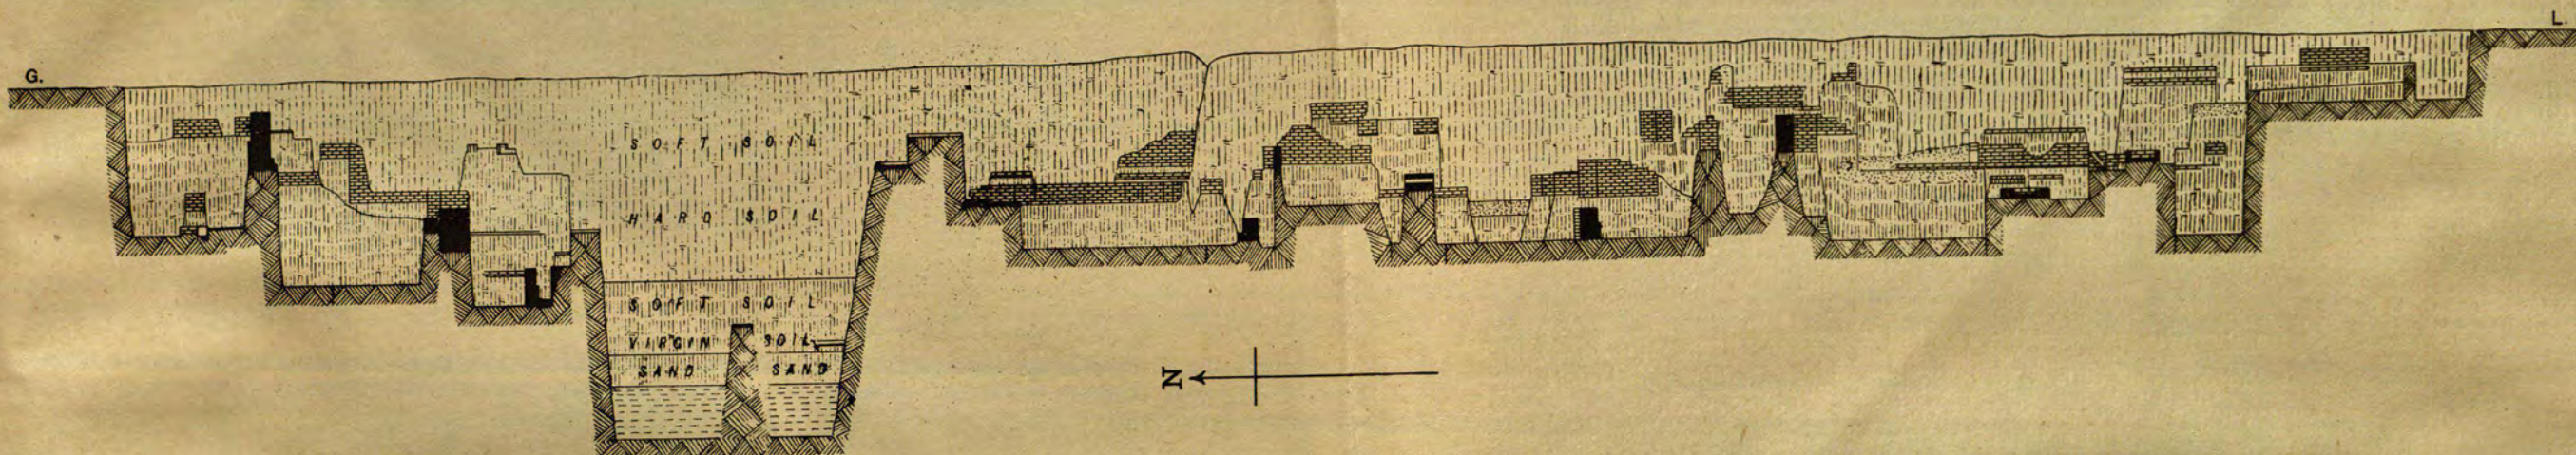 L.
G.
SOFT SOIL
HARD SOIL
SOFT SOIL
VIRGIN SOIL
SAND SAND
N